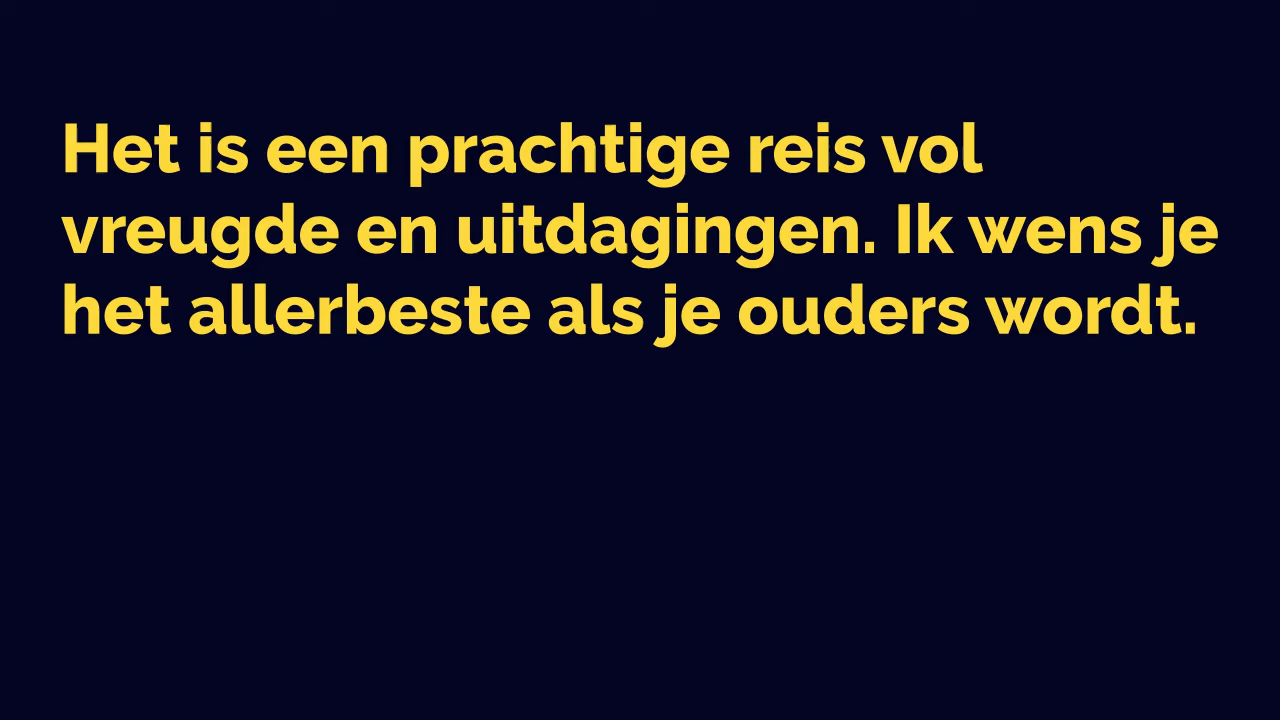 Het is een prachtige reis vol
vreugde en uitdagingen. Ik wens je
het allerbeste als je ouders wordt.